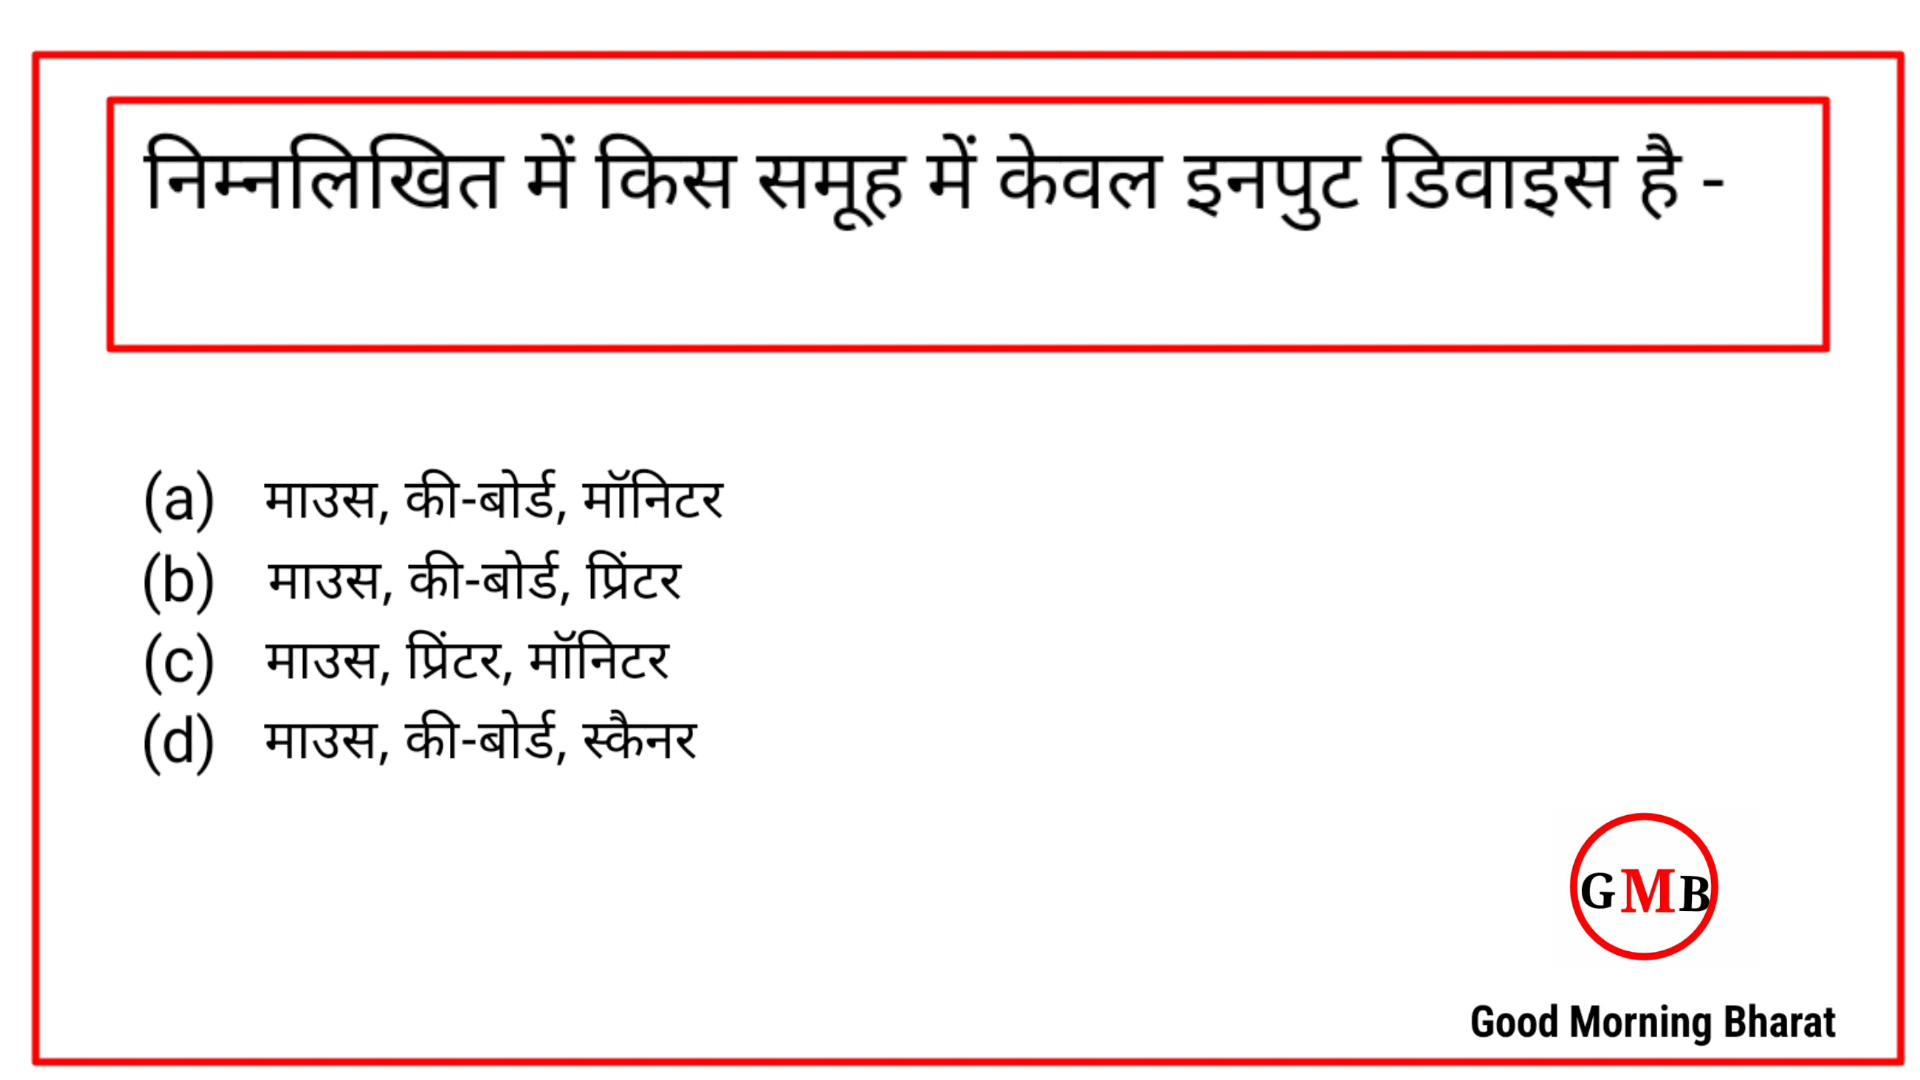 निम्नलिखित में किस समूह में केवल इनपुट डिवाइस है -
(a) माउस, की-बोर्ड, मॉनिटर
(b) माउस, की-बोर्ड, प्रिंटर
(c) माउस, प्रिंटर, मॉनिटर
(d) माउस, की-बोर्ड, स्कैनर
GMB
Good Morning Bharat